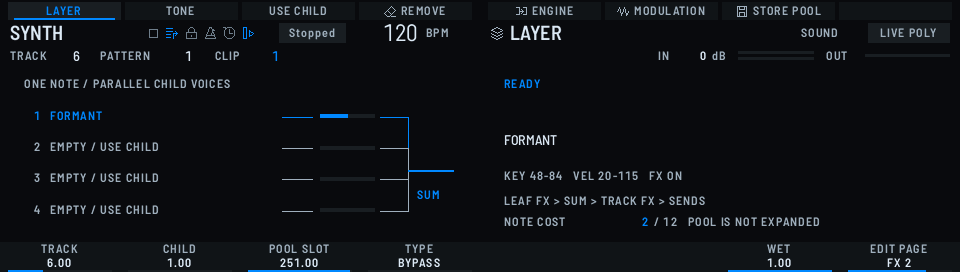 LAYER TONE USE CHILD REMOVE ENGINE MODULATION STORE POOL
SYNTH Stopped 120 BPM LAYER SOUND LIVE POLY
TRACK 6 PATTERN 1 CLIP 1 IN 0 dB OUT
ONE NOTE / PARALLEL CHILD VOICES READY
1 FORMANT
2 EMPTY / USE CHILD
3 EMPTY / USE CHILD
4 EMPTY / USE CHILD
SUM
FORMANT
KEY 48-84 VEL 20-115 FX ON
LEAF FX > SUM > TRACK FX > SENDS
NOTE COST 2 / 12 POOL IS NOT EXPANDED
TRACK CHILD POOL SLOT TYPE WET EDIT PAGE
6.00 1.00 251.00 BYPASS 1.00 FX 2